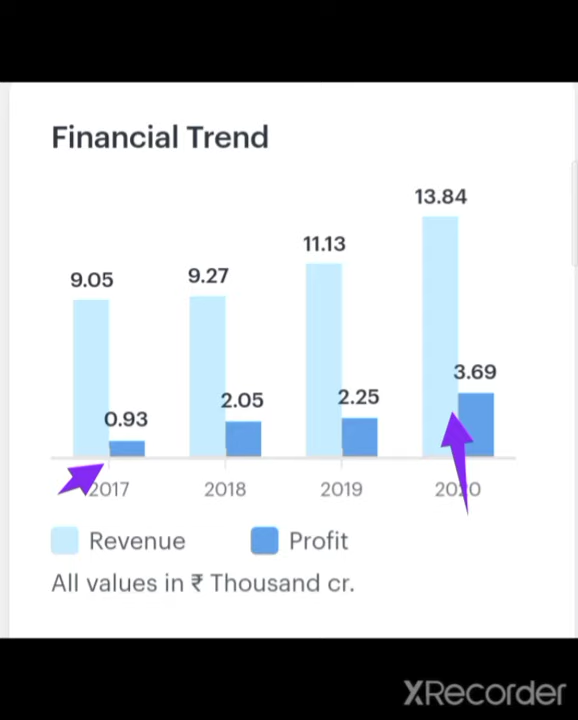 Financial Trend
13.84
11.13
9.05
9.27
3.69
0.93
2.05
2.25
2017
2018
2019
2020
Revenue
Profit
All values in ₹ Thousand cr.
XRecorder